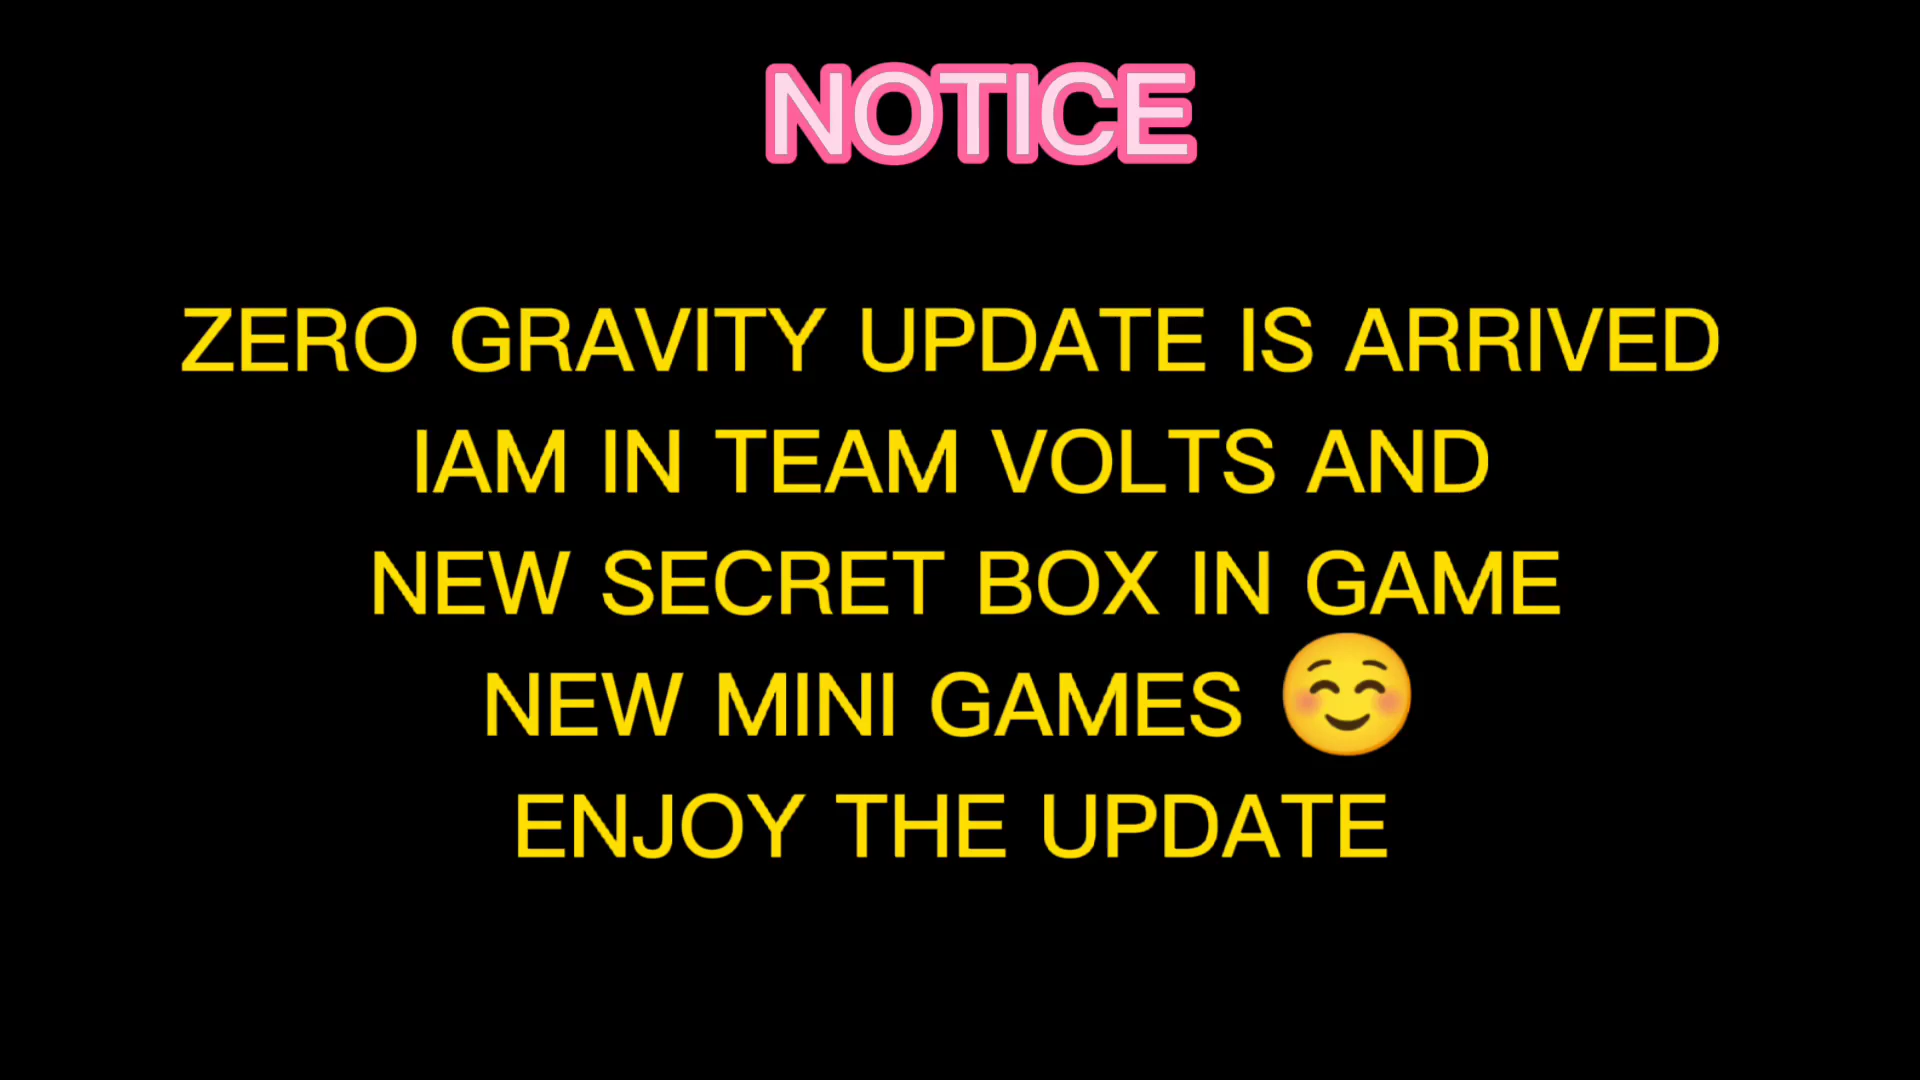 NOTICE
ZERO GRAVITY UPDATE IS ARRIVED
IAM IN TEAM VOLTS AND
NEW SECRET BOX IN GAME
NEW MINI GAMES ☺️
ENJOY THE UPDATE